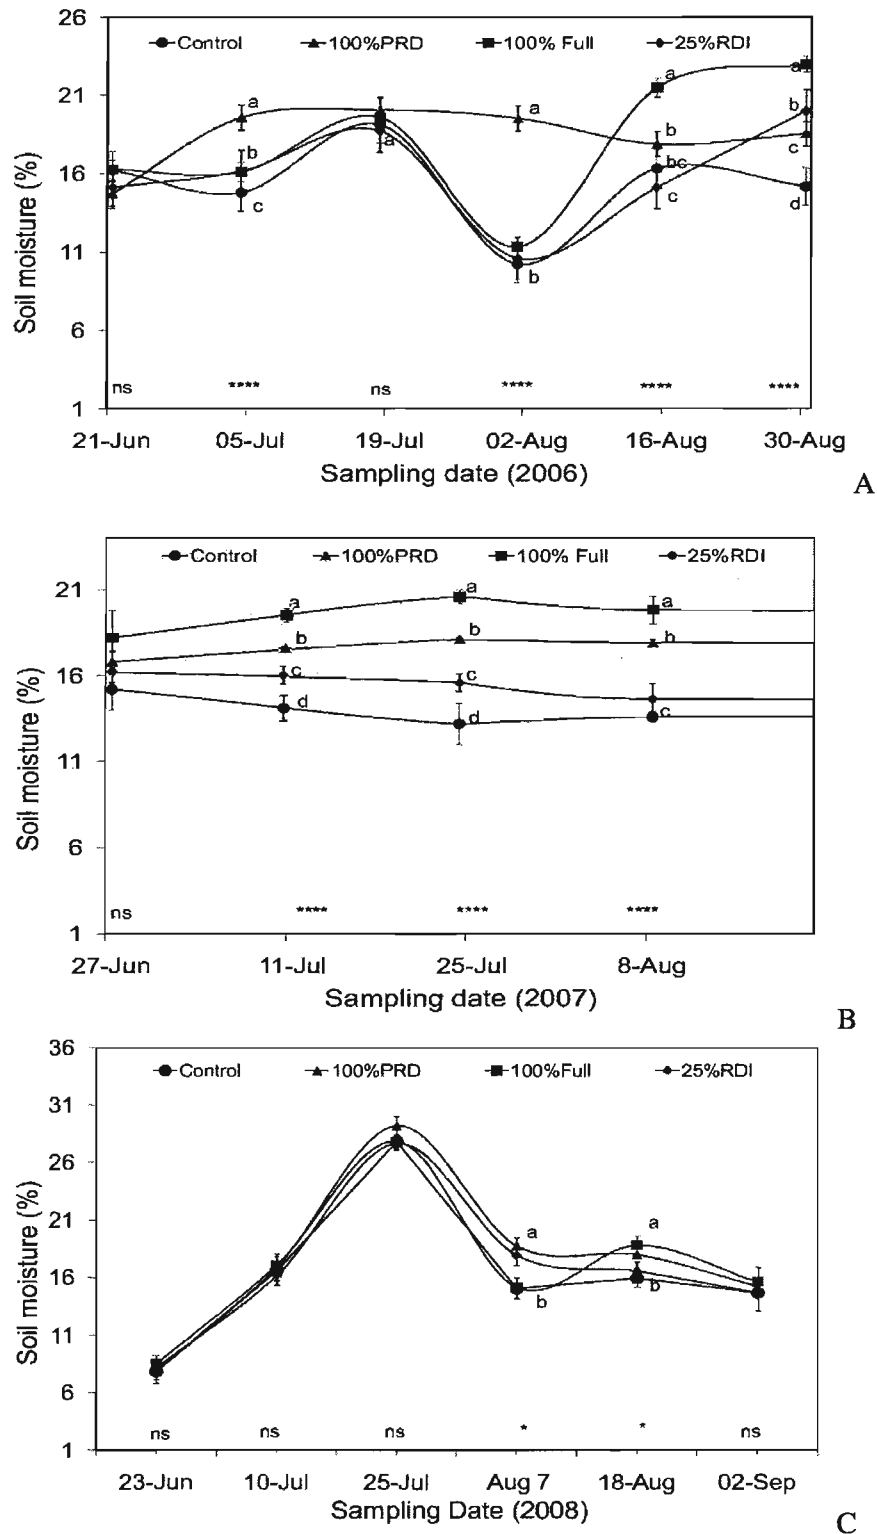 26
Control 100%PRD 100% Full 25%RDI
21
16
11
6
1
Soil moisture (%)
a
b
c
a
a
b
a
b
bc
c
a
b
c
d
ns **** ns **** **** ****
21-Jun 05-Jul 19-Jul 02-Aug 16-Aug 30-Aug
Sampling date (2006)
A
Control 100%PRD 100% Full 25%RDI
21
16
11
6
1
Soil moisture (%)
a
b
c
d
a
b
c
d
a
b
c
ns **** **** ****
27-Jun 11-Jul 25-Jul 8-Aug
Sampling date (2007)
B
36
Control 100%PRD 100%Full 25%RDI
31
26
21
16
11
6
1
Soil moisture (%)
a
b
a
b
ns ns ns * * ns
23-Jun 10-Jul 25-Jul Aug 7 18-Aug 02-Sep
Sampling Date (2008)
C